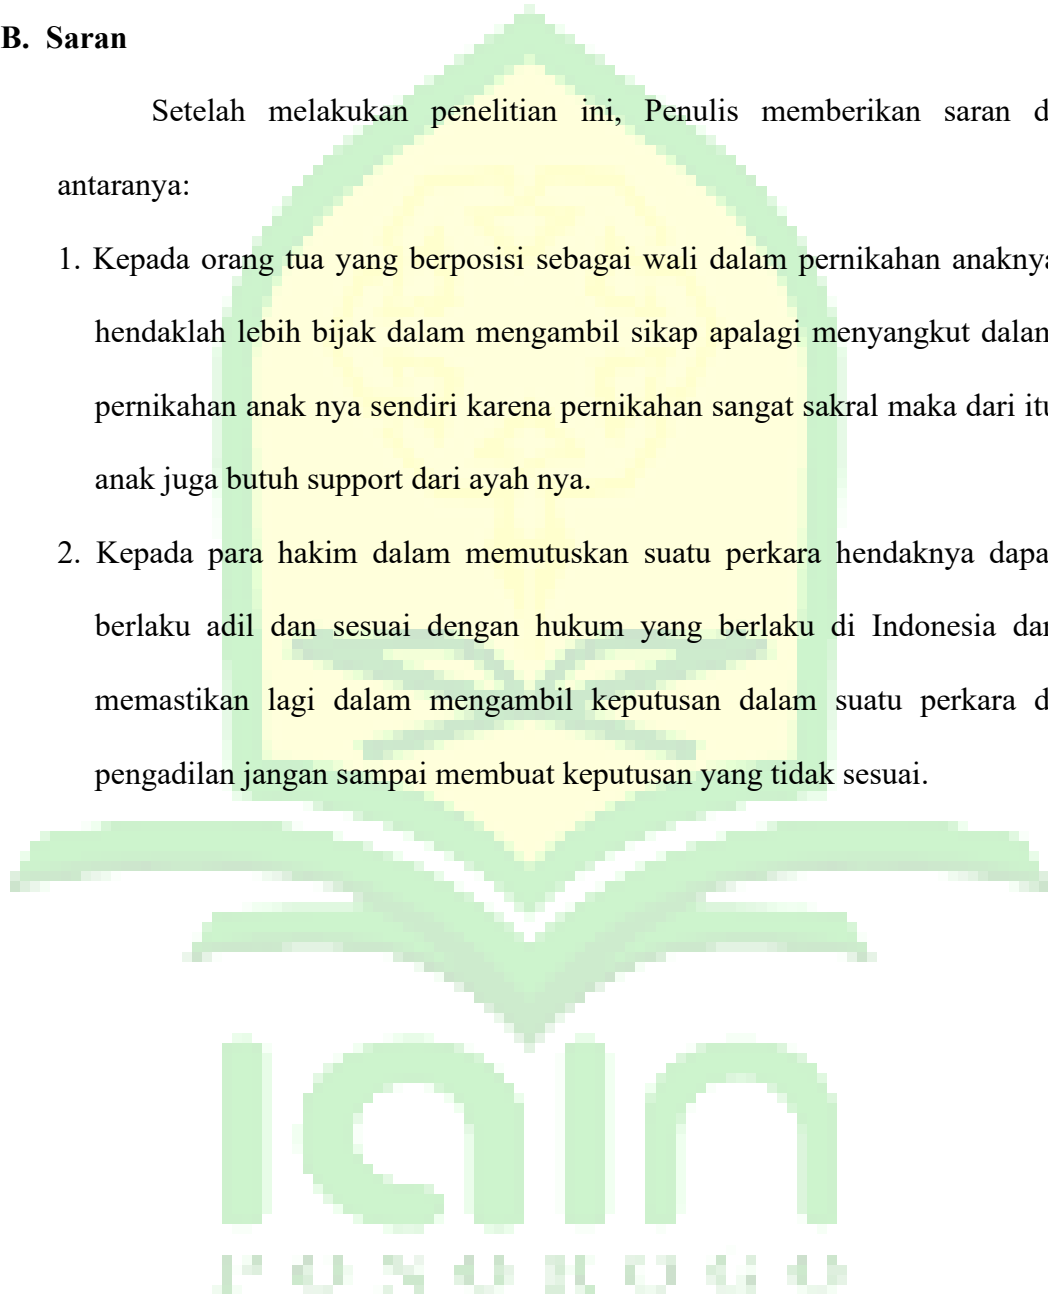 B. Saran
Setelah melakukan penelitian ini, Penulis memberikan saran d
antaranya:
1. Kepada orang tua yang berposisi sebagai wali dalam pernikahan anaknya
hendaklah lebih bijak dalam mengambil sikap apalagi menyangkut dalam
pernikahan anak nya sendiri karena pernikahan sangat sakral maka dari itu
anak juga butuh support dari ayah nya.
2. Kepada para hakim dalam memutuskan suatu perkara hendaknya dapa
berlaku adil dan sesuai dengan hukum yang berlaku di Indonesia dan
memastikan lagi dalam mengambil keputusan dalam suatu perkara d
pengadilan jangan sampai membuat keputusan yang tidak sesuai.
iain
PONOROGO